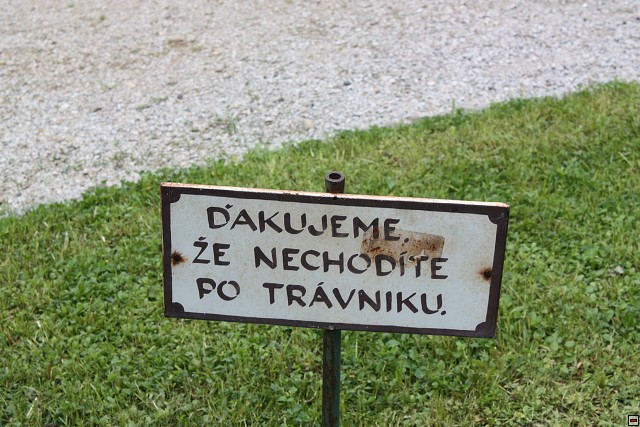 ĎAKUJEME,
ŽE NECHODÍTE
PO TRÁVNIKU.